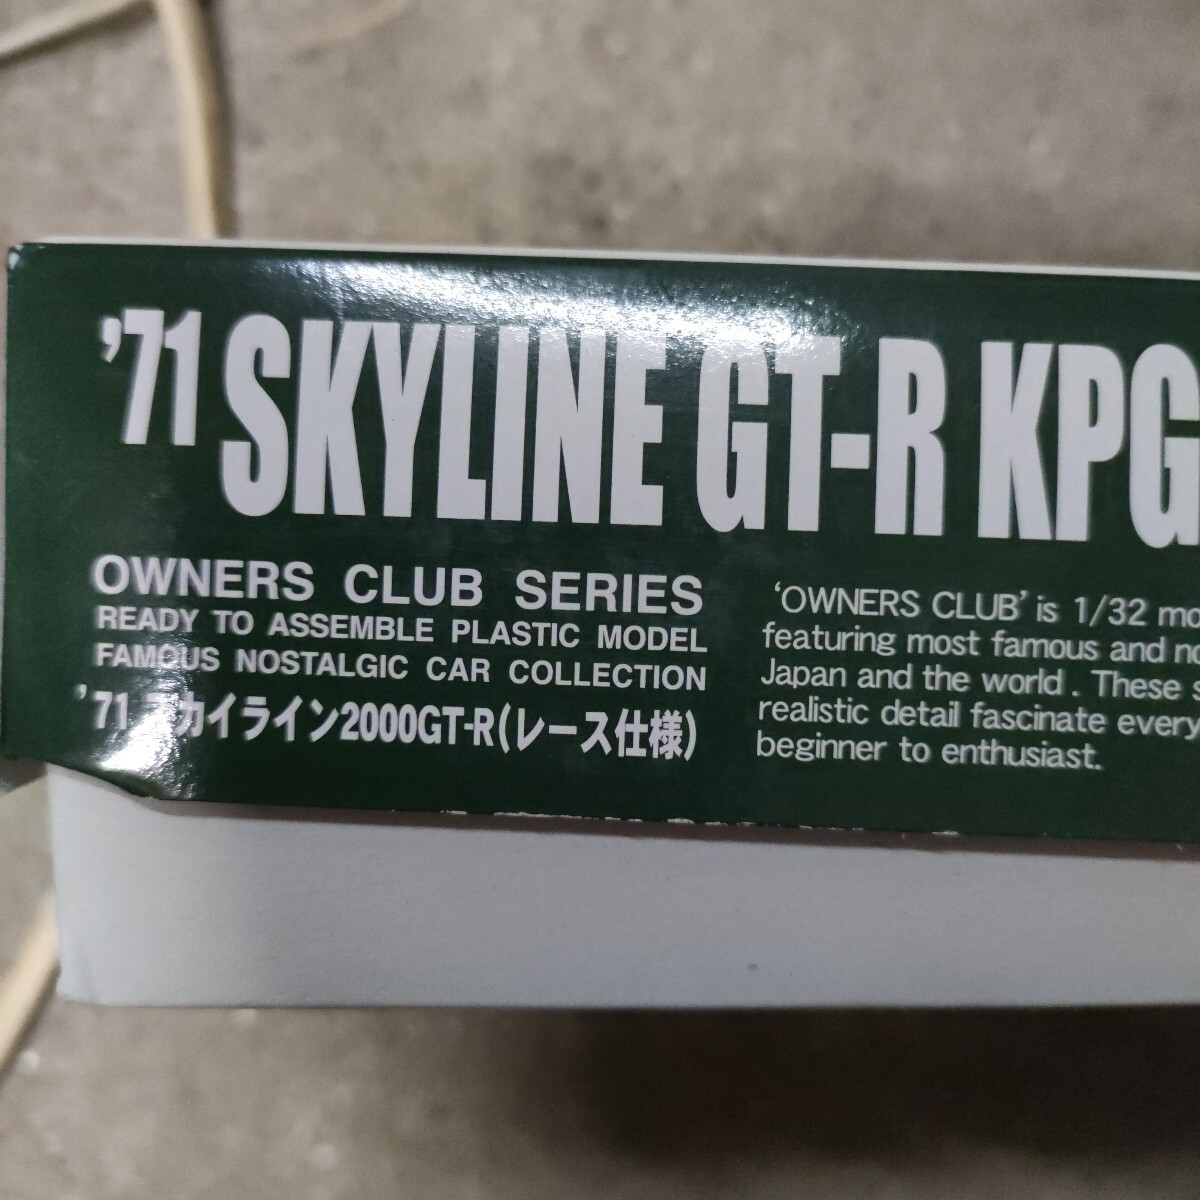 '71 SKYLINE GT-R KPG
OWNERS CLUB SERIES
READY TO ASSEMBLE PLASTIC MODEL
FAMOUS NOSTALGIC CAR COLLECTION
'71 スカイライン2000GT-R(レース仕様)
'OWNERS CLUB' is 1/32
featuring most famous and
Japan and the world. These
realistic detail fascinate every
beginner to enthusiast.